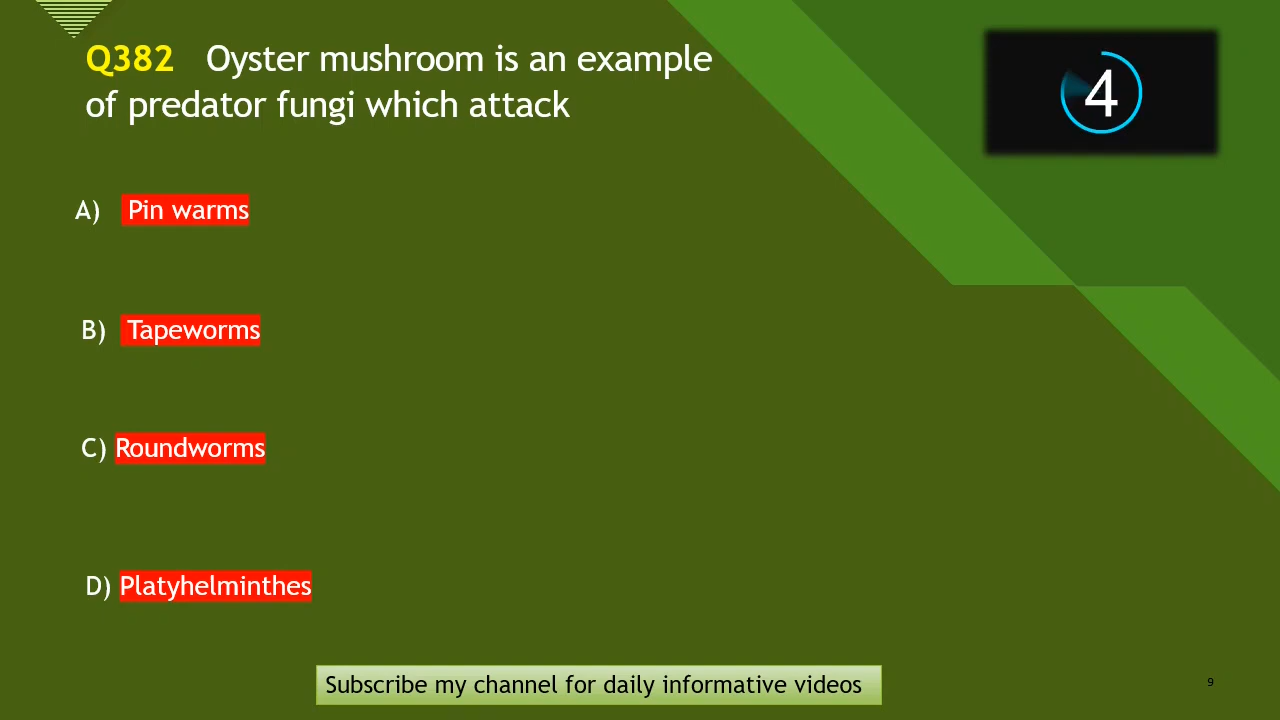 Q382 Oyster mushroom is an example
of predator fungi which attack
4
A) Pin warms
B) Tapeworms
C) Roundworms
D) Platyhelminthes
Subscribe my channel for daily informative videos
9